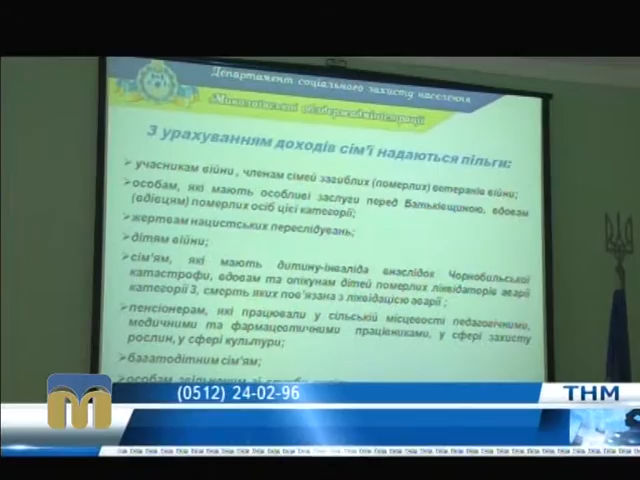 Департамент соціального захисту населення
Миколаївської облдержадміністрації
З урахуванням доходів сім'ї надаються пільги:
➢учасникам війни, членам сімей загиблих (померлих) ветеранів війни;
➢особам, які мають особливі заслуги перед Батьківщиною, вдовам
(вдівцям) померлих осіб цієї категорії;
➢жертвам нацистських переслідувань;
➢дітям війни;
➢сім'ям, які мають дитину-інваліда внаслідок Чорнобильської
катастрофи, вдовам та опікунам дітей померлих ліквідаторів аварії
категорії 3, смерть яких пов'язана з ліквідацією аварії;
➢пенсіонерам, які працювали у сільській місцевості педагогічними,
медичними та фармацевтичними працівниками, у сфері захисту
рослин, у сфері культури;
➢багатодітним сім'ям;
➢особам
(0512) 24-02-96
ТНМ